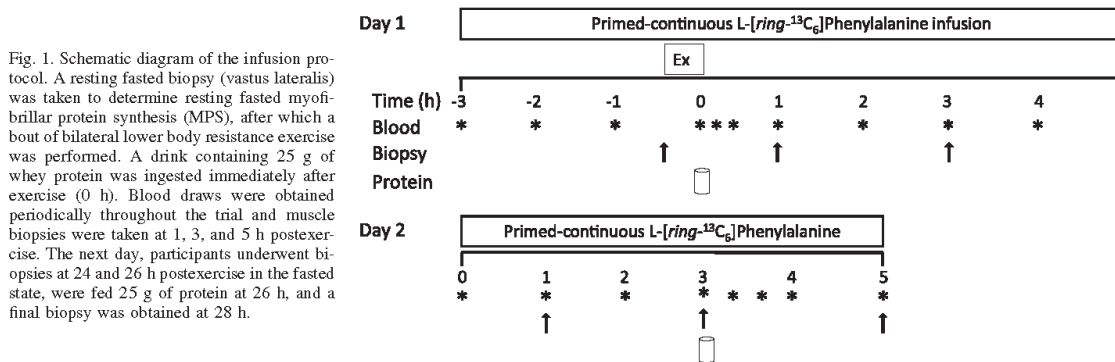 Fig. 1. Schematic diagram of the infusion pro-
tocol. A resting fasted biopsy (vastus lateralis)
was taken to determine resting fasted myofi-
brillar protein synthesis (MPS), after which a
bout of bilateral lower body resistance exercise
was performed. A drink containing 25 g of
whey protein was ingested immediately after
exercise (0 h). Blood draws were obtained
periodically throughout the trial and muscle
biopsies were taken at 1, 3, and 5 h postexer-
cise. The next day, participants underwent bi-
opsies at 24 and 26 h postexercise in the fasted
state, were fed 25 g of protein at 26 h, and a
final biopsy was obtained at 28 h.
Day 1
Primed-continuous L-[ring-¹³C₆]Phenylalanine infusion
Ex
Time (h) -3 -2 -1 0 1 2 3 4
Blood * * * * * * * * * *
Biopsy
Protein
Day 2
Primed-continuous L-[ring-¹³C₆]Phenylalanine
0 1 2 3 4 5
* * * * * * * *